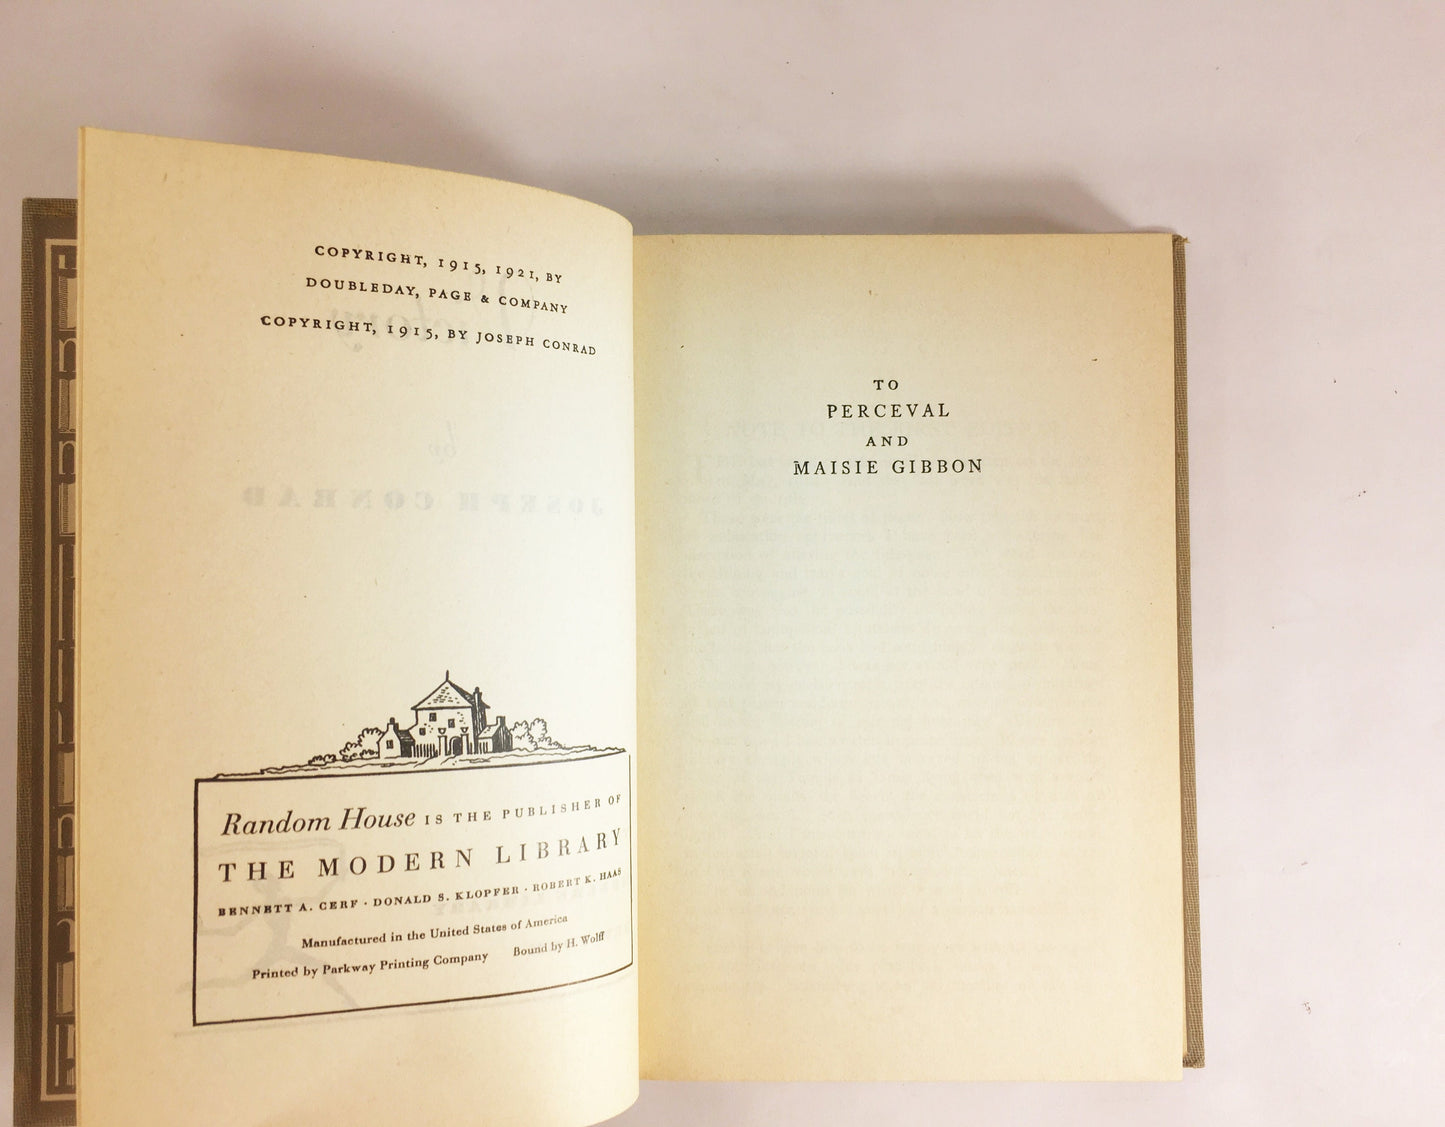 COPYRIGHT, 1915, 1921, BY
DOUBLEDAY, PAGE & COMPANY
COPYRIGHT, 1915, BY JOSEPH CONRAD
Random House IS THE PUBLISHER OF
THE MODERN LIBRARY
BENNETT A. CERF · DONALD S. KLOPFER · ROBERT K. HAAS
Manufactured in the United States of America
Printed by Parkway Printing Company Bound by H. Wolff
TO
PERCEVAL
AND
MAISIE GIBBON